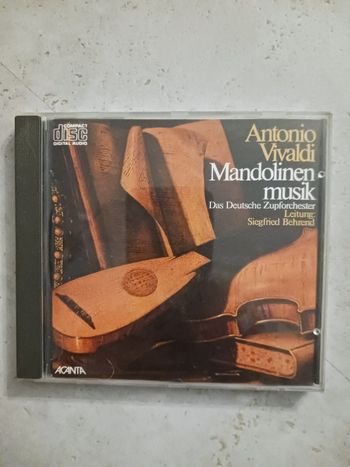 COMPACT
disc
DIGITAL AUDIO
Antonio
Vivaldi
Mandolinen
musik
Das Deutsche Zupforchester
Leitung:
Siegfried Behrend
ACANTA